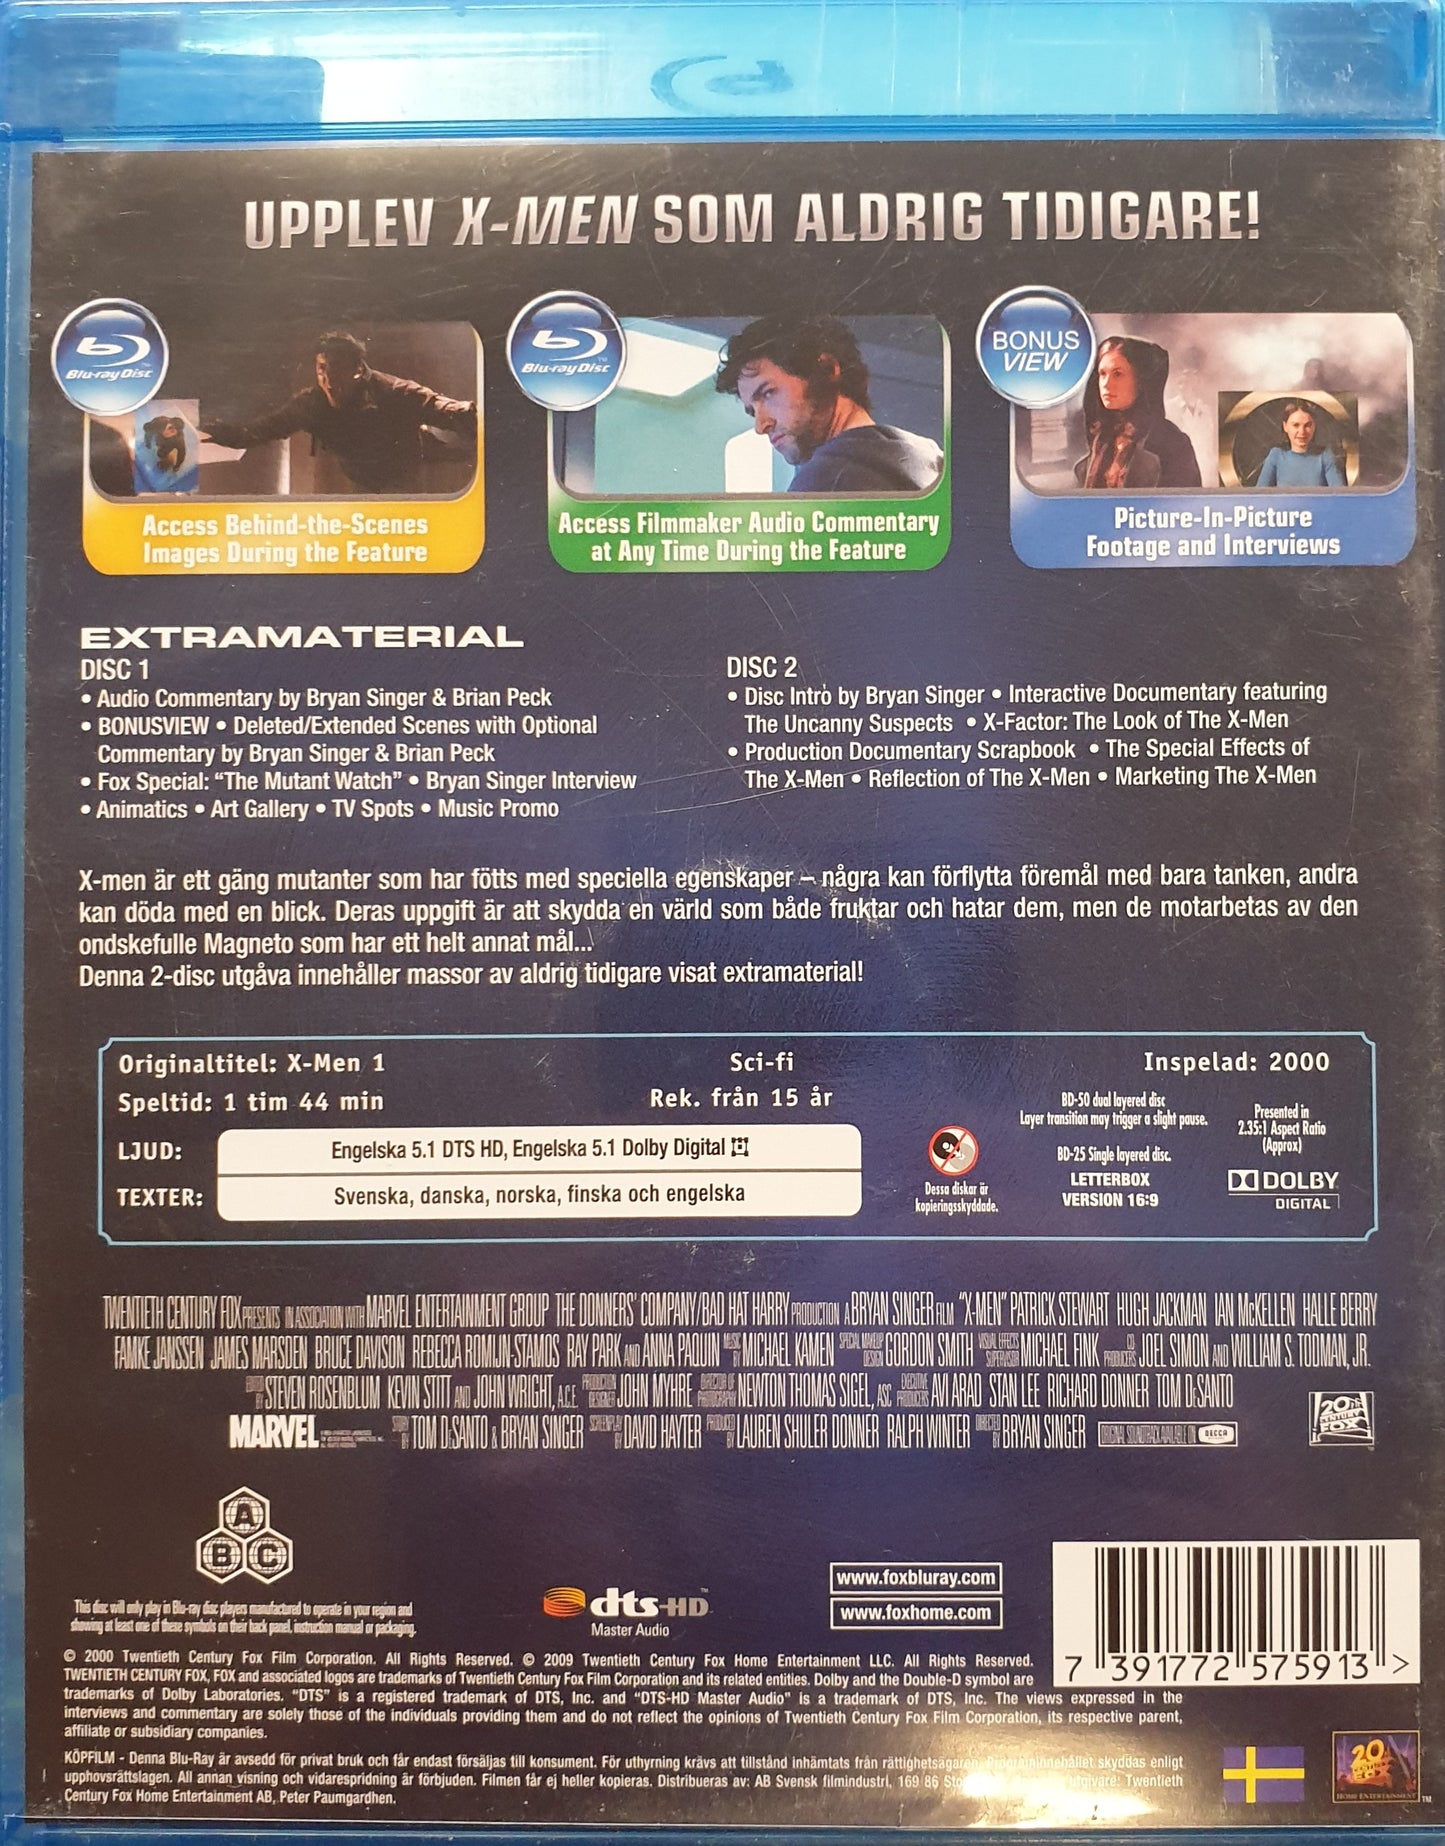 UPPLEV X-MEN SOM ALDRIG TIDIGARE!
Blu-ray Disc
Blu-ray Disc
BONUS
VIEW
Access Behind-the-Scenes
Images During the Feature
Access Filmmaker Audio Commentary
at Any Time During the Feature
Picture-In-Picture
Footage and Interviews
EXTRAMATERIAL
DISC 1
• Audio Commentary by Bryan Singer & Brian Peck
• BONUSVIEW • Deleted/Extended Scenes with Optional
Commentary by Bryan Singer & Brian Peck
• Fox Special: “The Mutant Watch” • Bryan Singer Interview
• Animatics • Art Gallery • TV Spots • Music Promo
DISC 2
• Disc Intro by Bryan Singer • Interactive Documentary featuring
The Uncanny Suspects • X-Factor: The Look of The X-Men
• Production Documentary Scrapbook • The Special Effects of
The X-Men • Reflection of The X-Men • Marketing The X-Men
X-men är ett gäng mutanter som har fötts med speciella egenskaper – några kan förflytta föremål med bara tanken, andra
kan döda med en blick. Deras uppgift är att skydda en värld som både fruktar och hatar dem, men de motarbetas av den
ondskefulle Magneto som har ett helt annat mål...
Denna 2-disc utgåva innehåller massor av aldrig tidigare visat extramaterial!
Originaltitel: X-Men 1
Sci-fi
Inspelad: 2000
Speltid: 1 tim 44 min
Rek. från 15 år
LJUD:
Engelska 5.1 DTS HD, Engelska 5.1 Dolby Digital
TEXTER:
Svenska, danska, norska, finska och engelska
Dessa diskar är
kopieringsskyddade.
BD-50 dual layered disc
Layer transition may trigger a slight pause.
BD-25 Single layered disc.
LETTERBOX
VERSION 16:9
Presented in
2.35:1 Aspect Ratio
(Approx)
DOLBY
DIGITAL
TWENTIETH CENTURY FOX PRESENTS IN ASSOCIATION WITH MARVEL ENTERTAINMENT GROUP THE DONNERS' COMPANY/BAD HAT HARRY PRODUCTION A BRYAN SINGER FILM “X-MEN” PATRICK STEWART HUGH JACKMAN IAN McKELLEN HALLE BERRY
FAMKE JANSSEN JAMES MARSDEN BRUCE DAVISON REBECCA ROMIJN-STAMOS RAY PARK AND ANNA PAQUIN MUSIC BY MICHAEL KAMEN SPECIAL MAKEUP DESIGN GORDON SMITH VISUAL EFFECTS SUPERVISOR MICHAEL FINK CO PRODUCERS JOEL SIMON AND WILLIAM S. TODMAN, JR.
EDITED BY STEVEN ROSENBLUM KEVIN STITT AND JOHN WRIGHT, A.C.E. PRODUCTION DESIGNER JOHN MYHRE DIRECTOR OF PHOTOGRAPHY NEWTON THOMAS SIGEL, ASC EXECUTIVE PRODUCERS AVI ARAD STAN LEE RICHARD DONNER TOM DeSANTO
MARVEL STORY BY TOM DeSANTO & BRYAN SINGER SCREENPLAY BY DAVID HAYTER PRODUCED BY LAUREN SHULER DONNER RALPH WINTER DIRECTED BY BRYAN SINGER ORIGINAL SOUNDTRACK AVAILABLE ON DECCA
20TH
CENTURY
FOX
A
B C
This disc will only play in Blu-ray disc players manufactured to operate in your region and
showing at least one of these symbols on their back panel, instruction manual or packaging.
dts-HD™
Master Audio
www.foxbluray.com
www.foxhome.com
7 391772 575913 >
© 2000 Twentieth Century Fox Film Corporation. All Rights Reserved. © 2009 Twentieth Century Fox Home Entertainment LLC. All Rights Reserved.
TWENTIETH CENTURY FOX, FOX and associated logos are trademarks of Twentieth Century Fox Film Corporation and its related entities. Dolby and the Double-D symbol are
trademarks of Dolby Laboratories. “DTS” is a registered trademark of DTS, Inc. and “DTS-HD Master Audio” is a trademark of DTS, Inc. The views expressed in the
interviews and commentary are solely those of the individuals providing them and do not reflect the opinions of Twentieth Century Fox Film Corporation, its respective parent,
affiliate or subsidiary companies.
KÖPFILM - Denna Blu-Ray är avsedd för privat bruk och får endast försäljas till konsument. För uthyrning krävs att tillstånd inhämtats från rättighetsägaren. Programinnehållet skyddas enligt
upphovsrättslagen. All annan visning och vidarespridning är förbjuden. Filmen får ej heller kopieras. Distribueras av: AB Svensk filmindustri, 169 86 utgivare: Twentieth
Century Fox Home Entertainment AB, Peter Paumgardhen.
20TH
CENTURY
FOX
HOME ENTERTAINMENT
TM